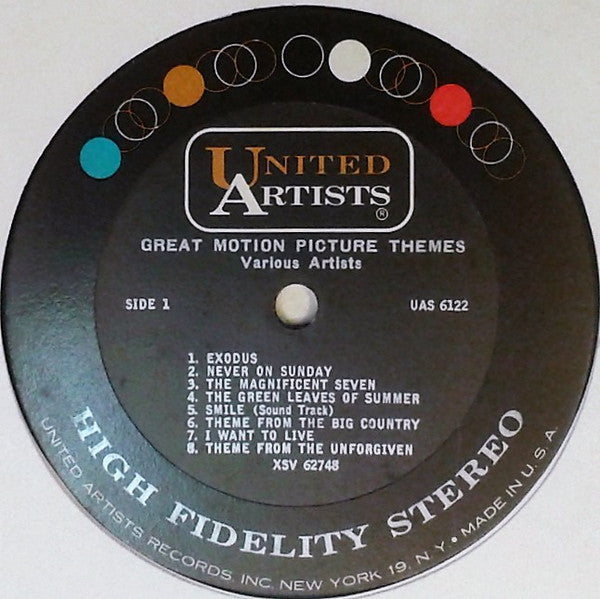 UNITED
ARTISTS
®
GREAT MOTION PICTURE THEMES
Various Artists
SIDE 1
UAS 6122
1. EXODUS
2. NEVER ON SUNDAY
3. THE MAGNIFICENT SEVEN
4. THE GREEN LEAVES OF SUMMER
5. SMILE (Sound Track)
6. THEME FROM THE BIG COUNTRY
7. I WANT TO LIVE
8. THEME FROM THE UNFORGIVEN
XSV 62748
HIGH FIDELITY STEREO
UNITED ARTISTS RECORDS, INC. NEW YORK 19, N.Y. • MADE IN U.S.A.